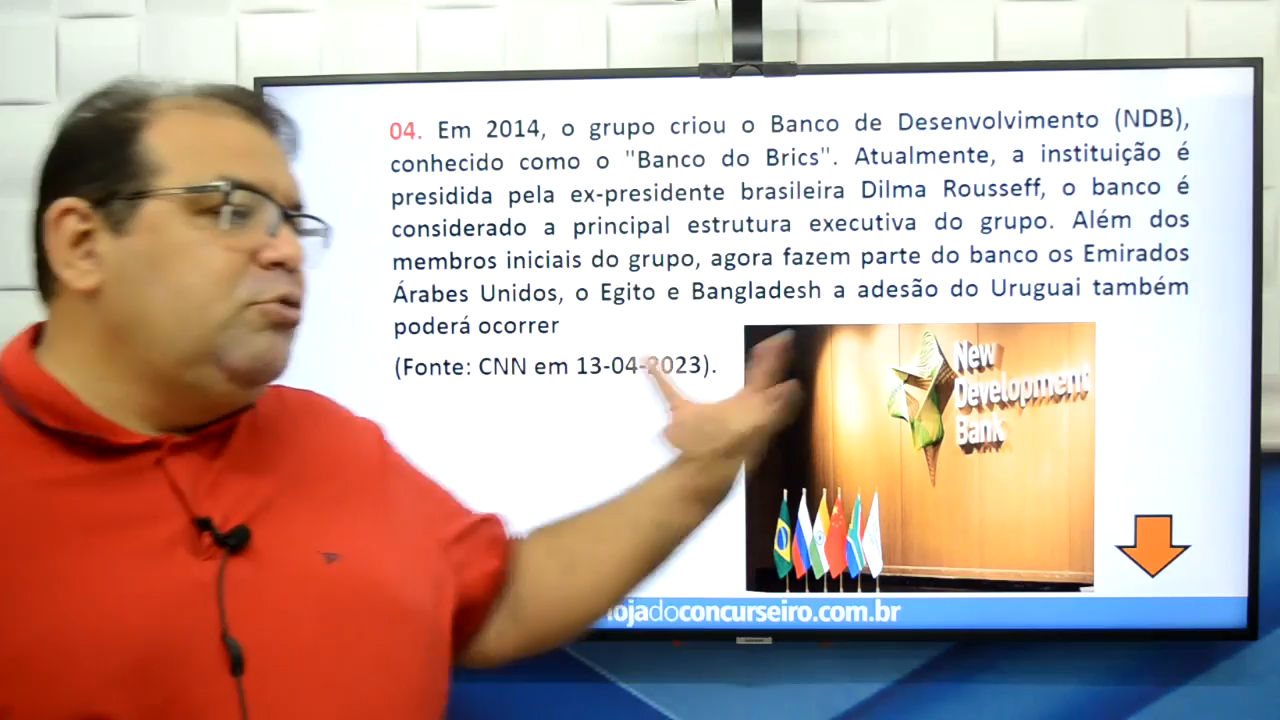 04. Em 2014, o grupo criou o Banco de Desenvolvimento (NDB),
conhecido como o "Banco do Brics". Atualmente, a instituição é
presidida pela ex-presidente brasileira Dilma Rousseff, o banco é
considerado a principal estrutura executiva do grupo. Além dos
membros iniciais do grupo, agora fazem parte do banco os Emirados
Árabes Unidos, o Egito e Bangladesh a adesão do Uruguai também
poderá ocorrer
(Fonte: CNN em 13-04-2023).
New
Development
Bank
lojadoconcurseiro.com.br